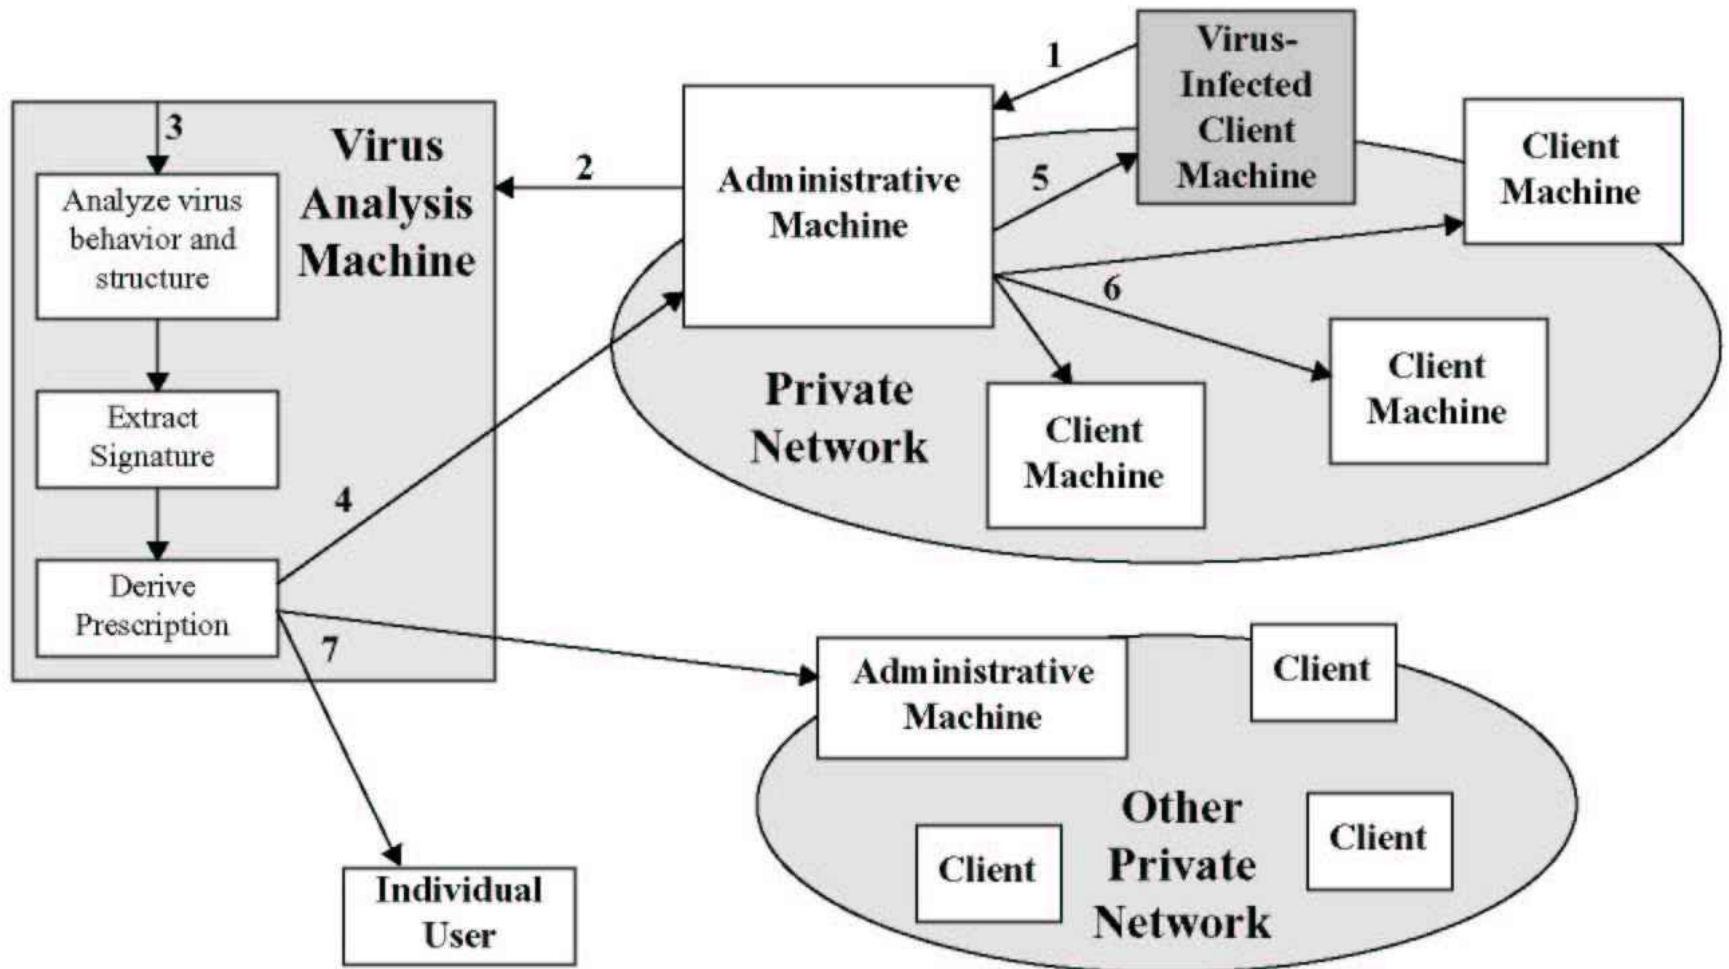 1
Virus-
Infected
Client
Machine
3
Virus
Analysis
Machine
2
Administrative
Machine
5
Client
Machine
Analyze virus
behavior and
structure
6
Client
Machine
Private
Network
Client
Machine
Extract
Signature
4
Derive
Prescription
7
Administrative
Machine
Client
Other
Private
Network
Client
Client
Individual
User